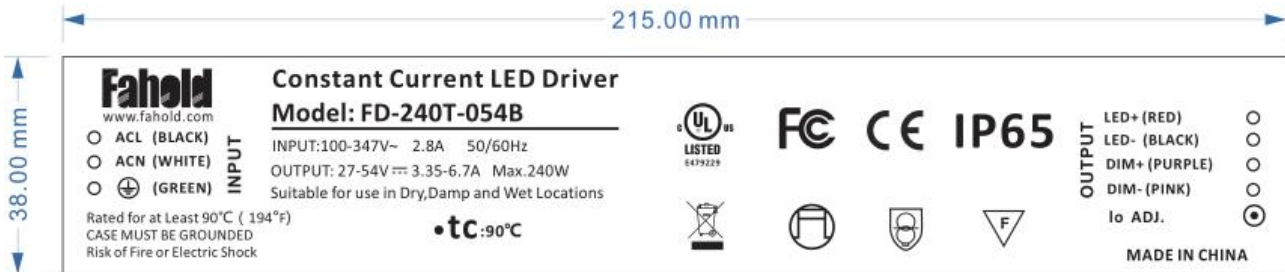 215.00 mm
38.00 mm
Fahold
www.fahold.com
ACL (BLACK)
ACN (WHITE)
(GREEN)
INPUT
Rated for at Least 90℃ ( 194°F)
CASE MUST BE GROUNDED
Risk of Fire or Electric Shock
Constant Current LED Driver
Model: FD-240T-054B
INPUT:100-347V~ 2.8A 50/60Hz
OUTPUT: 27-54V⎓ 3.35-6.7A Max.240W
Suitable for use in Dry,Damp and Wet Locations
•tc:90℃
c UL us
LISTED
E479229
FC CE IP65
F
OUTPUT
LED+ (RED)
LED- (BLACK)
DIM+ (PURPLE)
DIM- (PINK)
Io ADJ.
MADE IN CHINA